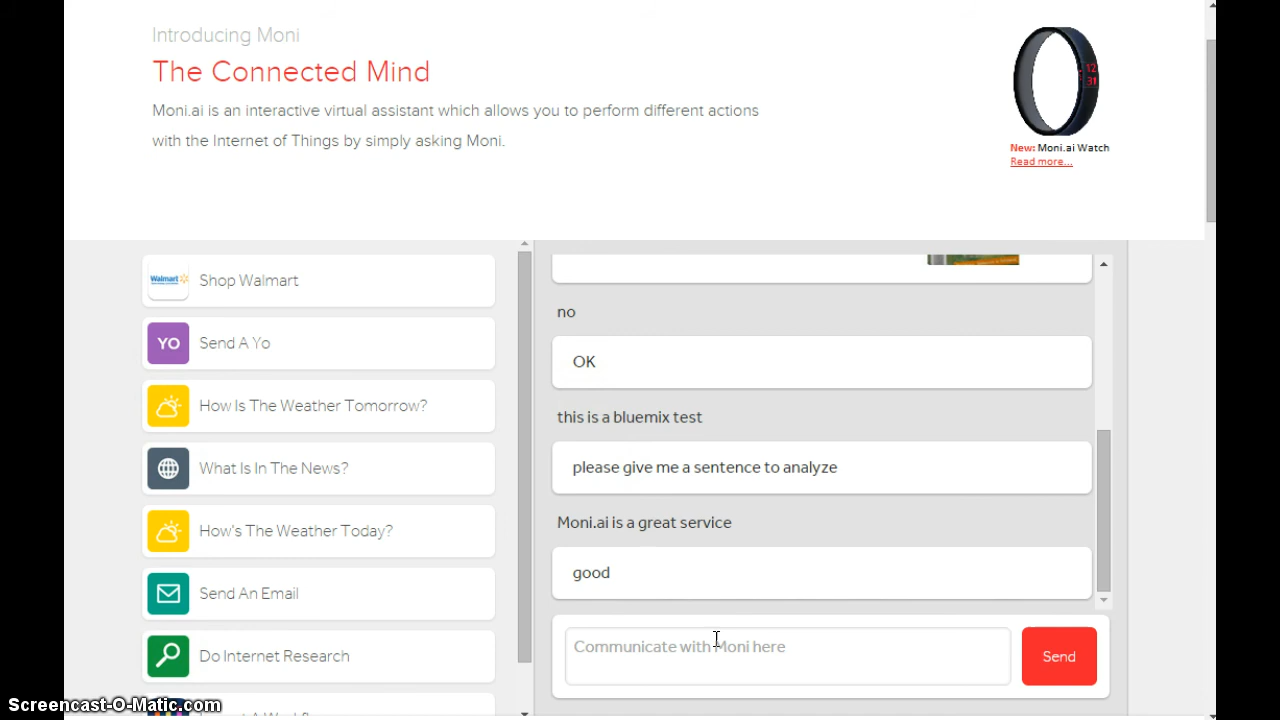 Introducing Moni
The Connected Mind
Moni.ai is an interactive virtual assistant which allows you to perform different actions
with the Internet of Things by simply asking Moni.
12
31
New: Moni.ai Watch
Read more...
Walmart
Shop Walmart
YO
Send A Yo
How Is The Weather Tomorrow?
What Is In The News?
How's The Weather Today?
Send An Email
Do Internet Research
no
OK
this is a bluemix test
please give me a sentence to analyze
Moni.ai is a great service
good
Communicate with Moni here
Send
Screencast-O-Matic.com